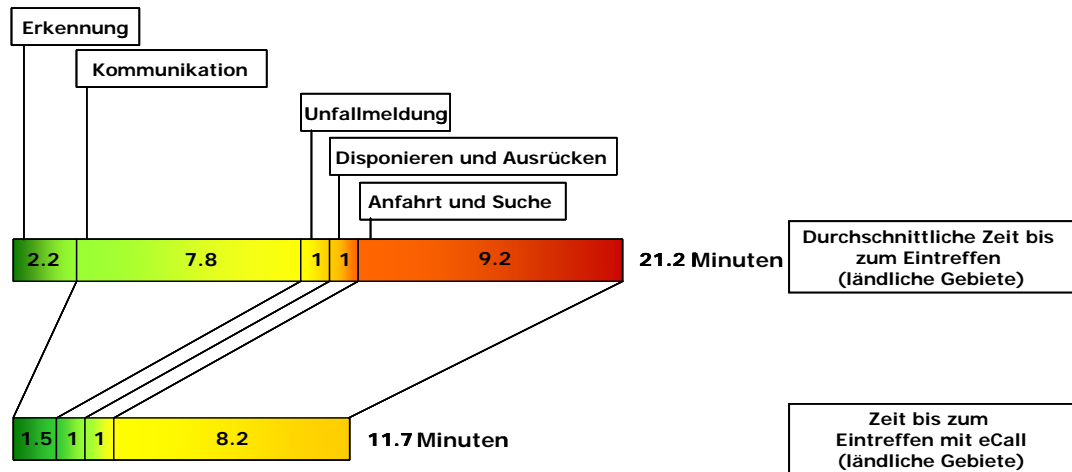 Erkennung
Kommunikation
Unfallmeldung
Disponieren und Ausrücken
Anfahrt und Suche
2.2 7.8 1 1 9.2 21.2 Minuten
Durchschnittliche Zeit bis
zum Eintreffen
(ländliche Gebiete)
1.5 1 1 8.2 11.7 Minuten
Zeit bis zum
Eintreffen mit eCall
(ländliche Gebiete)